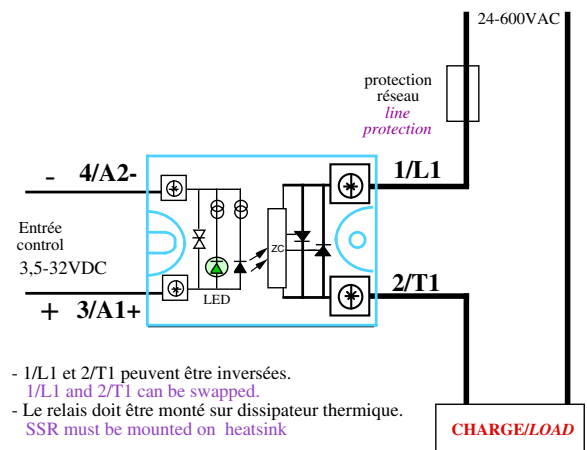 24-600VAC
protection
réseau
line
protection
- 4/A2-
1/L1
Entrée
control
3,5-32VDC
ZC
LED
+ 3/A1+
2/T1
- 1/L1 et 2/T1 peuvent être inversées.
1/L1 and 2/T1 can be swapped.
- Le relais doit être monté sur dissipateur thermique.
SSR must be mounted on heatsink
CHARGE/LOAD